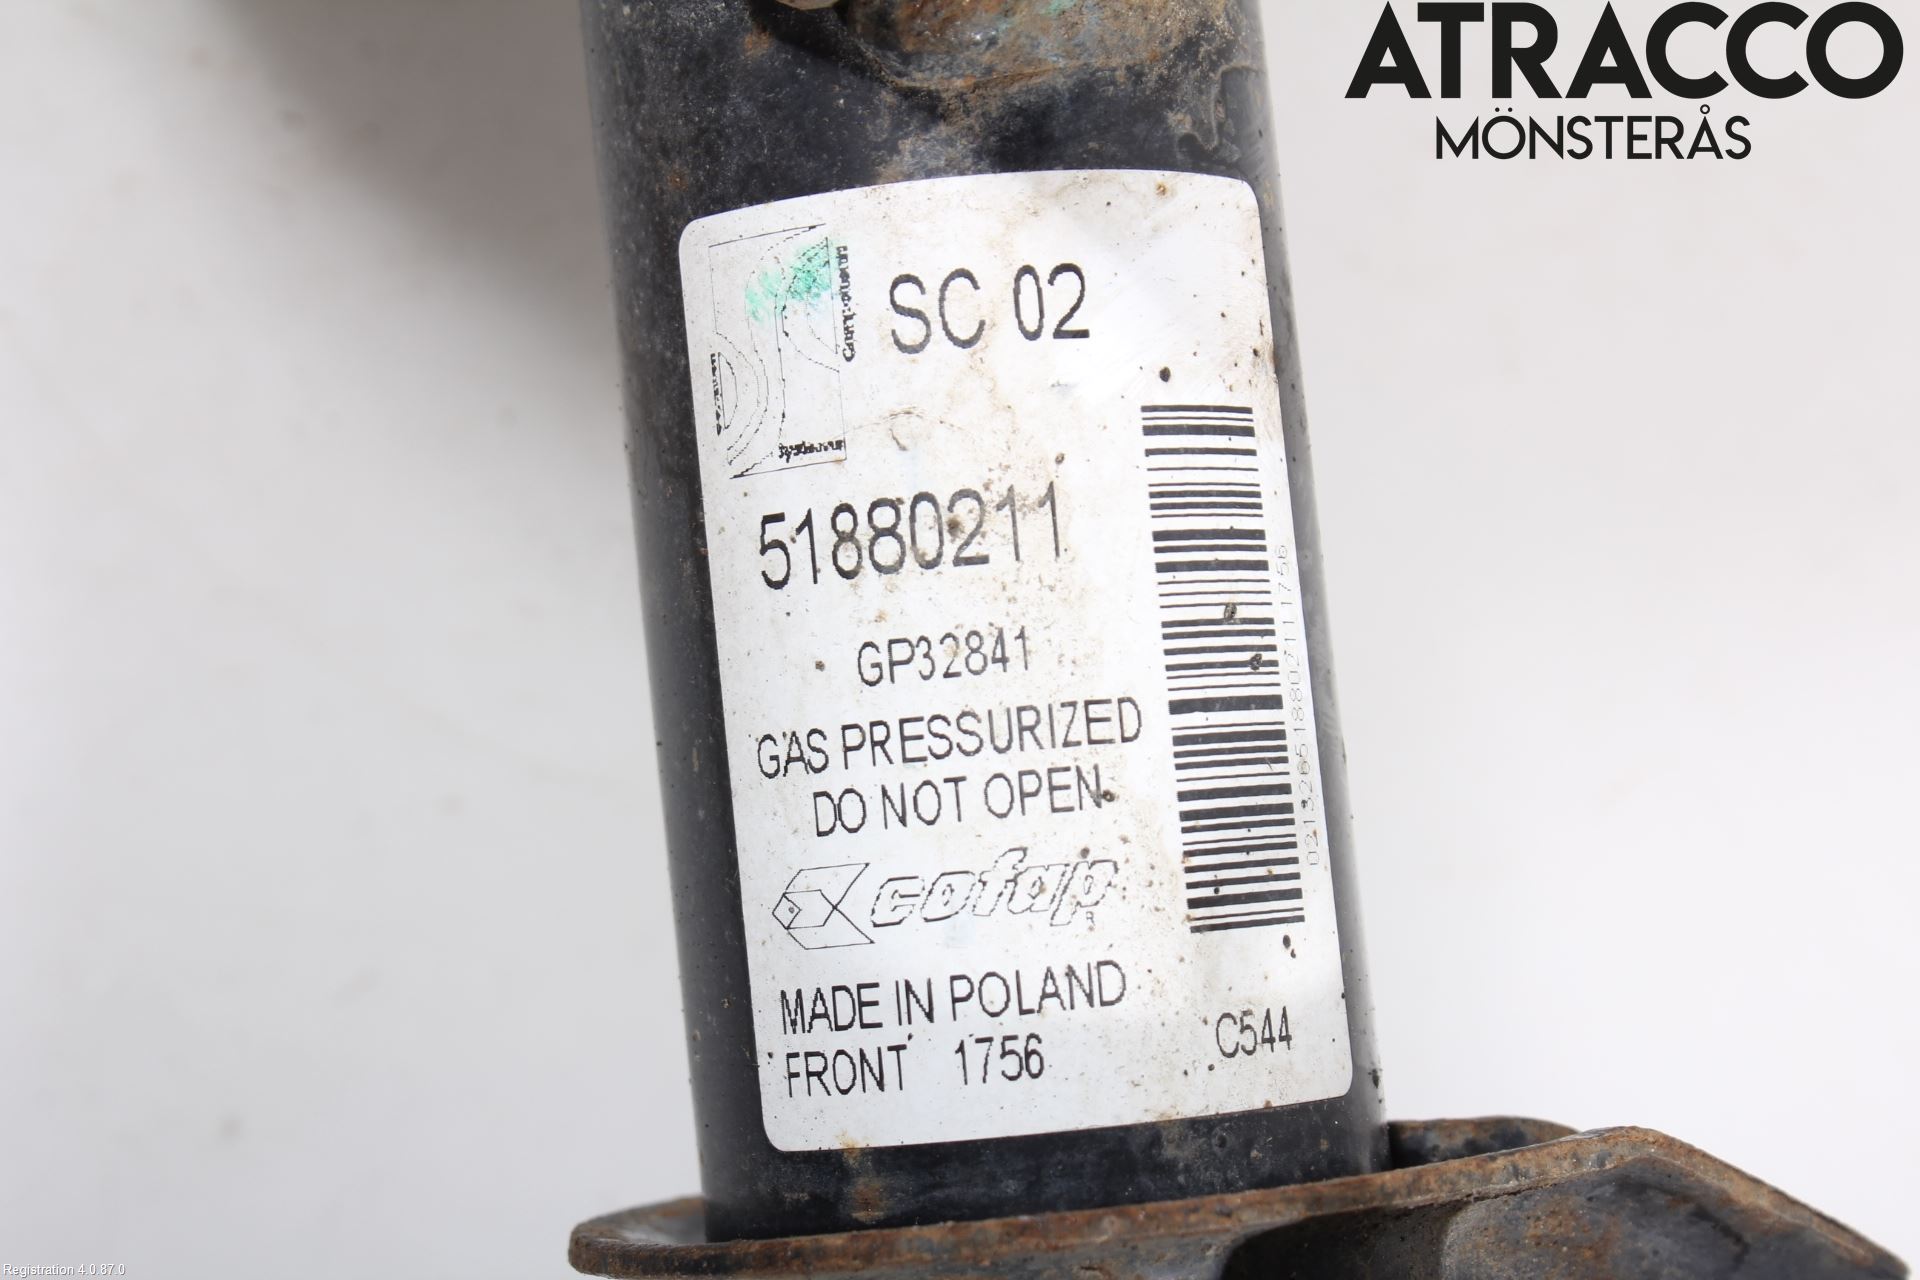 ATRACCO
MÖNSTERÅS
SC 02
51880211
GP32841
GAS PRESSURIZED
DO NOT OPEN
cofap
R
MADE IN POLAND
FRONT 1756
C544
Registration 4.0.87.0